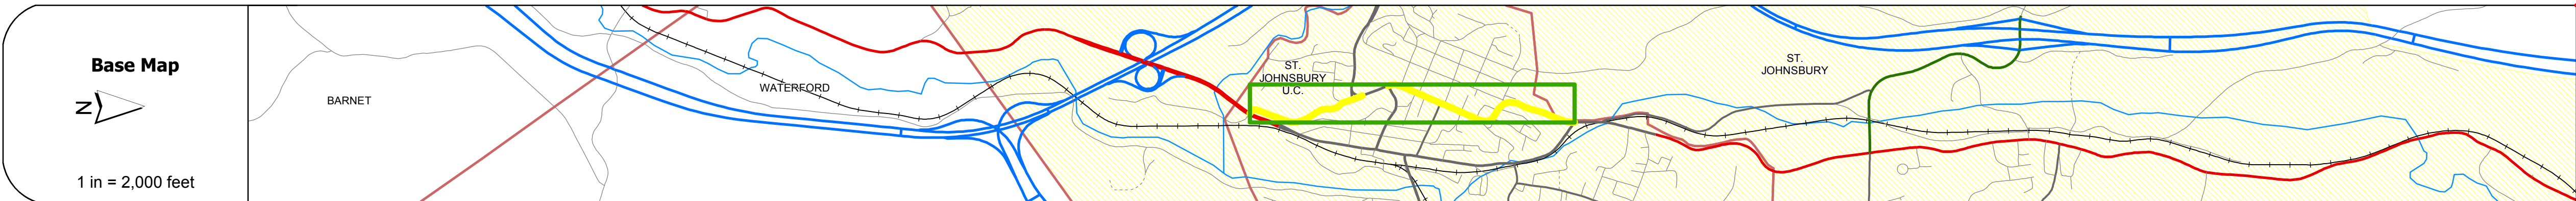 Base Map
N
1 in = 2,000 feet
BARNET
WATERFORD
ST.
JOHNSBURY
U.C.
ST.
JOHNSBURY